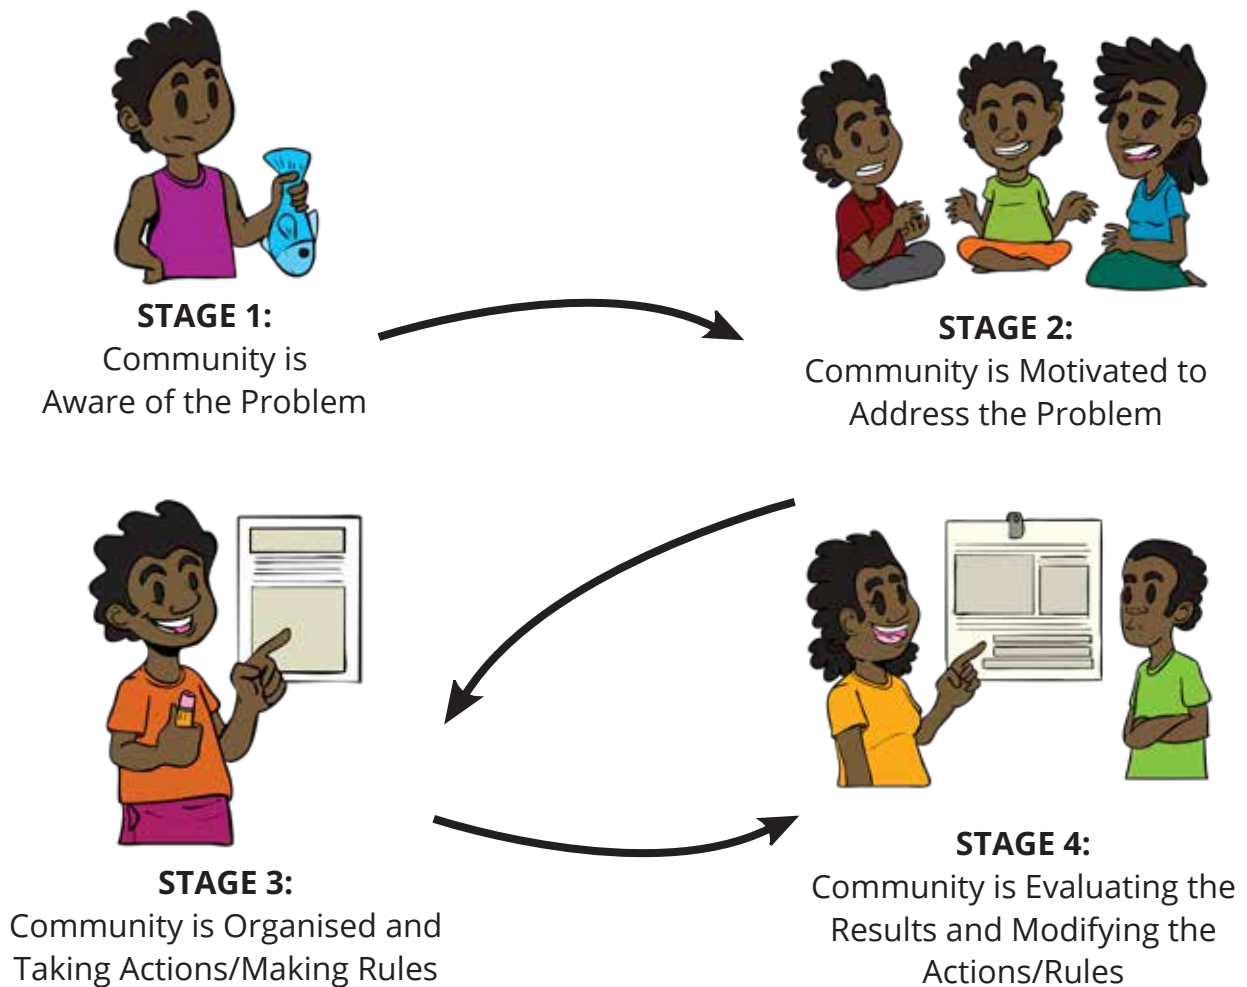 STAGE 1:
Community is
Aware of the Problem
STAGE 2:
Community is Motivated to
Address the Problem
STAGE 3:
Community is Organised and
Taking Actions/Making Rules
STAGE 4:
Community is Evaluating the
Results and Modifying the
Actions/Rules